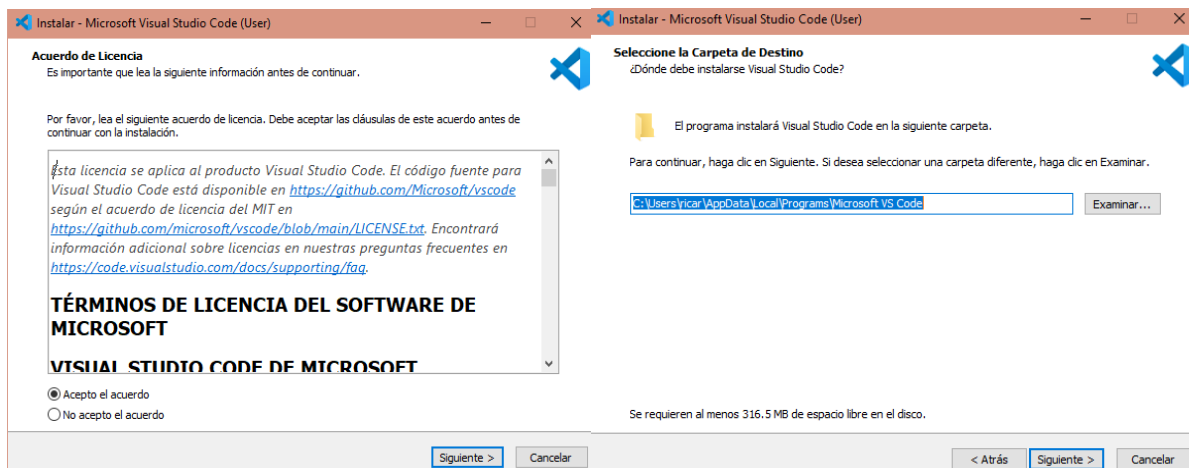 Instalar - Microsoft Visual Studio Code (User)
Acuerdo de Licencia
Es importante que lea la siguiente información antes de continuar.
Por favor, lea el siguiente acuerdo de licencia. Debe aceptar las cláusulas de este acuerdo antes de
continuar con la instalación.
Esta licencia se aplica al producto Visual Studio Code. El código fuente para
Visual Studio Code está disponible en https://github.com/Microsoft/vscode
según el acuerdo de licencia del MIT en
https://github.com/microsoft/vscode/blob/main/LICENSE.txt. Encontrará
información adicional sobre licencias en nuestras preguntas frecuentes en
https://code.visualstudio.com/docs/supporting/faq.
TÉRMINOS DE LICENCIA DEL SOFTWARE DE
MICROSOFT
VISUAL STUDIO CODE DE MICROSOFT
Acepto el acuerdo
No acepto el acuerdo
Siguiente >
Cancelar
Instalar - Microsoft Visual Studio Code (User)
Seleccione la Carpeta de Destino
¿Dónde debe instalarse Visual Studio Code?
El programa instalará Visual Studio Code en la siguiente carpeta.
Para continuar, haga clic en Siguiente. Si desea seleccionar una carpeta diferente, haga clic en Examinar.
C:\Users\ricar\AppData\Local\Programs\Microsoft VS Code
Examinar...
Se requieren al menos 316.5 MB de espacio libre en el disco.
< Atrás
Siguiente >
Cancelar